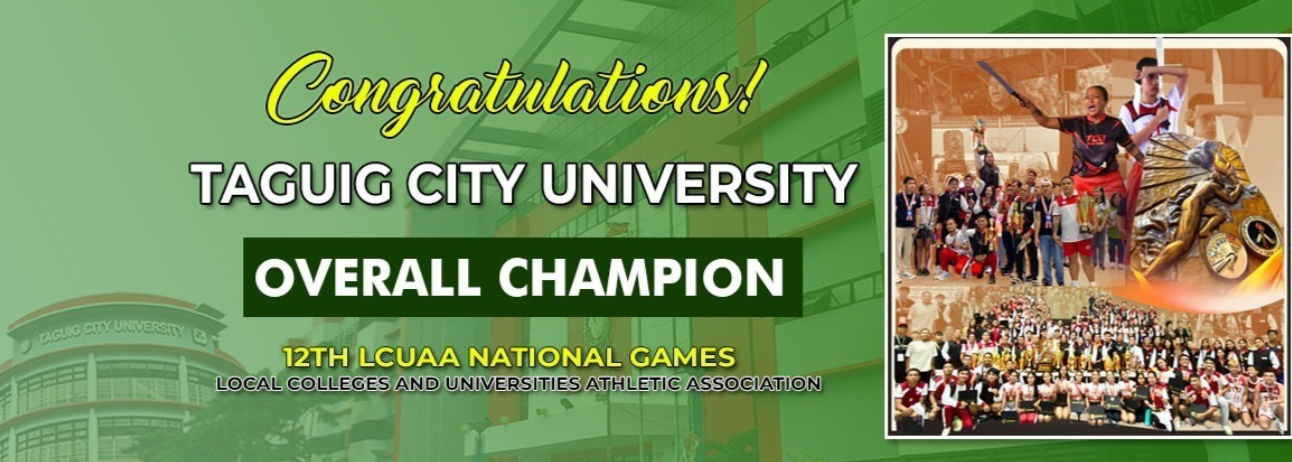 Congratulations!
TAGUIG CITY UNIVERSITY
OVERALL CHAMPION
12TH LCUAA NATIONAL GAMES
LOCAL COLLEGES AND UNIVERSITIES ATHLETIC ASSOCIATION
TAGUIG CITY UNIVERSITY
TCU